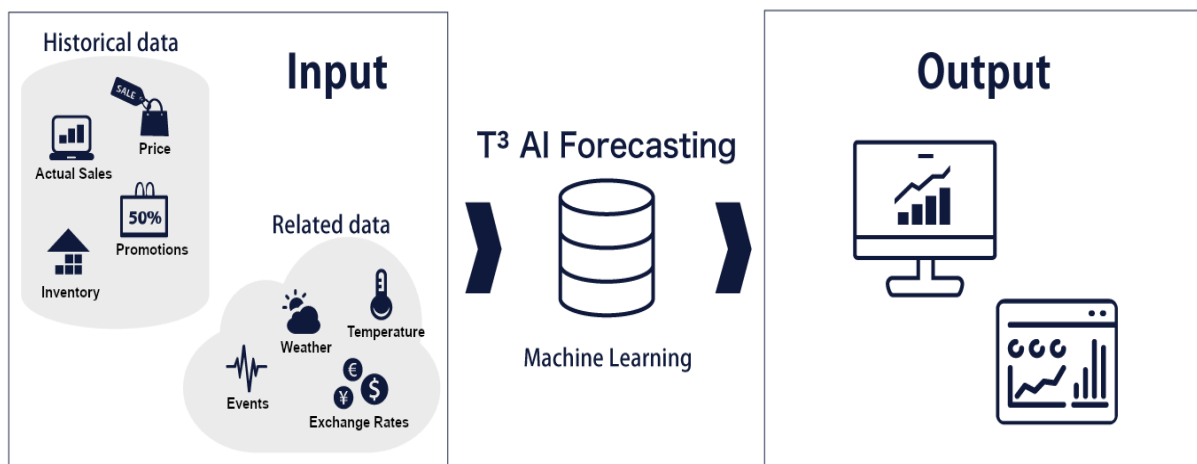 Historical data
Input
SALE
Price
Actual Sales
50%
Promotions
Inventory
Related data
Temperature
Weather
€
¥
$
Events
Exchange Rates
T³ AI Forecasting
Machine Learning
Output